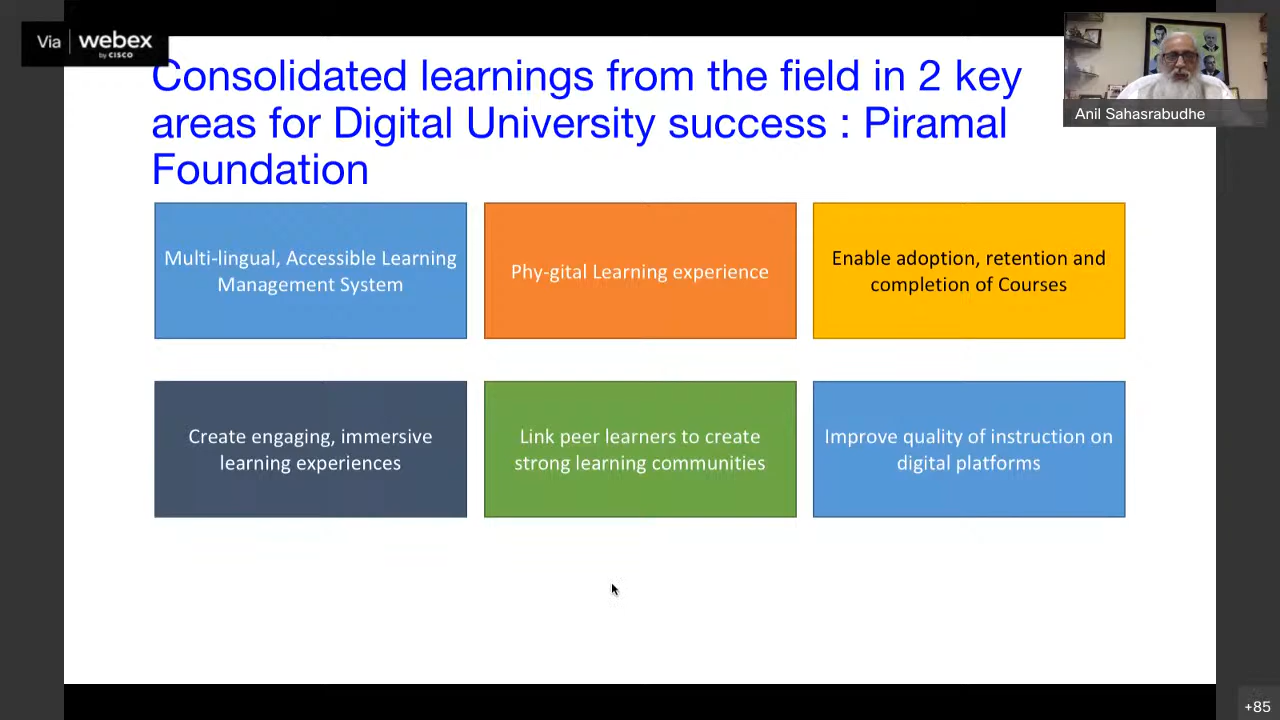 Via webex
by CISCO
Consolidated learnings from the field in 2 key
areas for Digital University success : Piramal
Foundation
Anil Sahasrabudhe
Multi-lingual, Accessible Learning
Management System
Phy-gital Learning experience
Enable adoption, retention and
completion of Courses
Create engaging, immersive
learning experiences
Link peer learners to create
strong learning communities
Improve quality of instruction on
digital platforms
+85